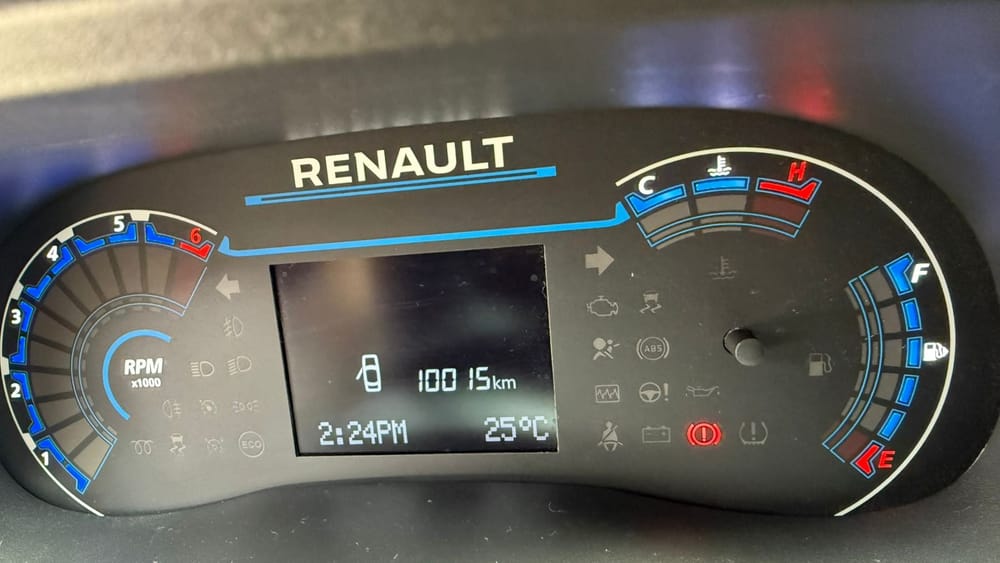 RENAULT
C
H
6
5
4
3
2
1
RPM
x1000
ECO
10015km
2:24PM
25°C
ABS
F
E